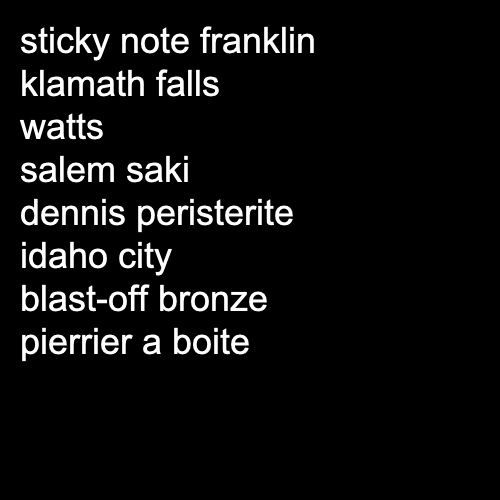 sticky note franklin
klamath falls
watts
salem saki
dennis peristerite
idaho city
blast-off bronze
pierrier a boite